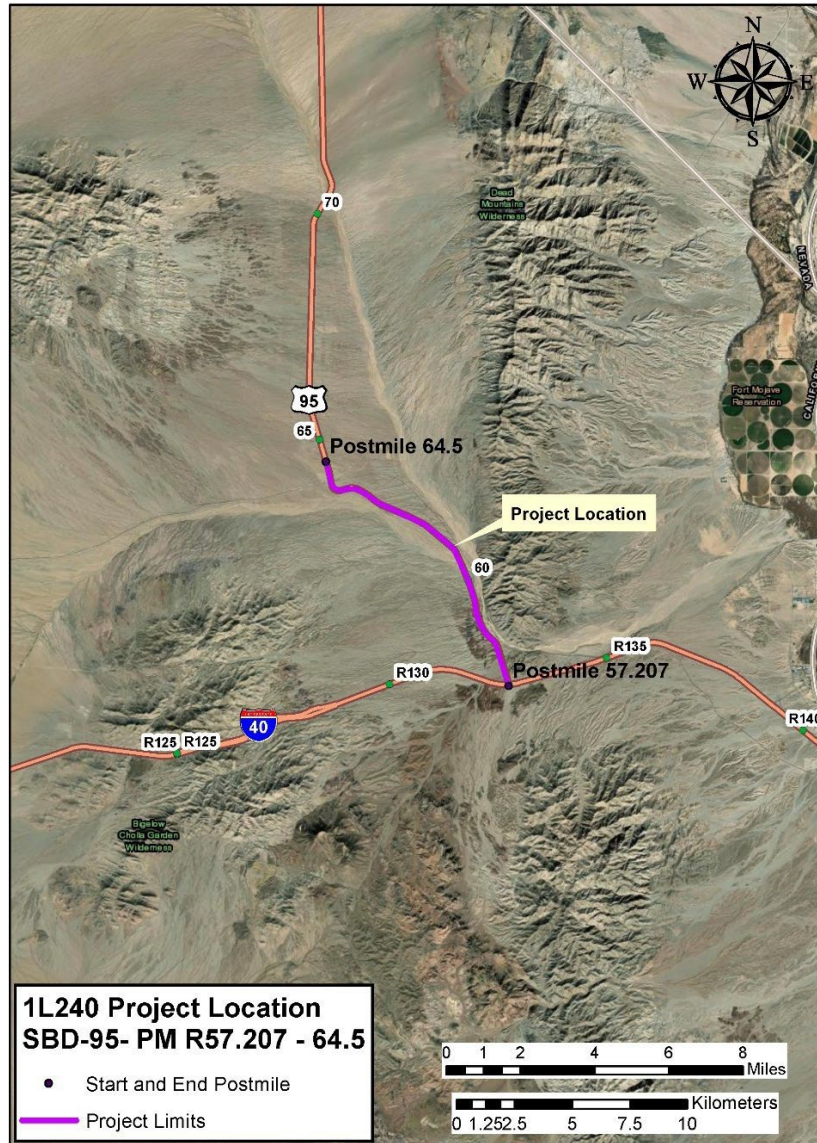 N
W E
S
70
Dead
Mountains
Wilderness
NEVADA
Fort Mojave
Reservation
95
65
Postmile 64.5
Project Location
60
R135
R130
Postmile 57.207
R140
40
R125 R125
Bigelow
Cholla Garden
Wilderness
1L240 Project Location
SBD-95- PM R57.207 - 64.5
Start and End Postmile
Project Limits
0 1 2 4 6 8
Miles
Kilometers
0 1.252.5 5 7.5 10